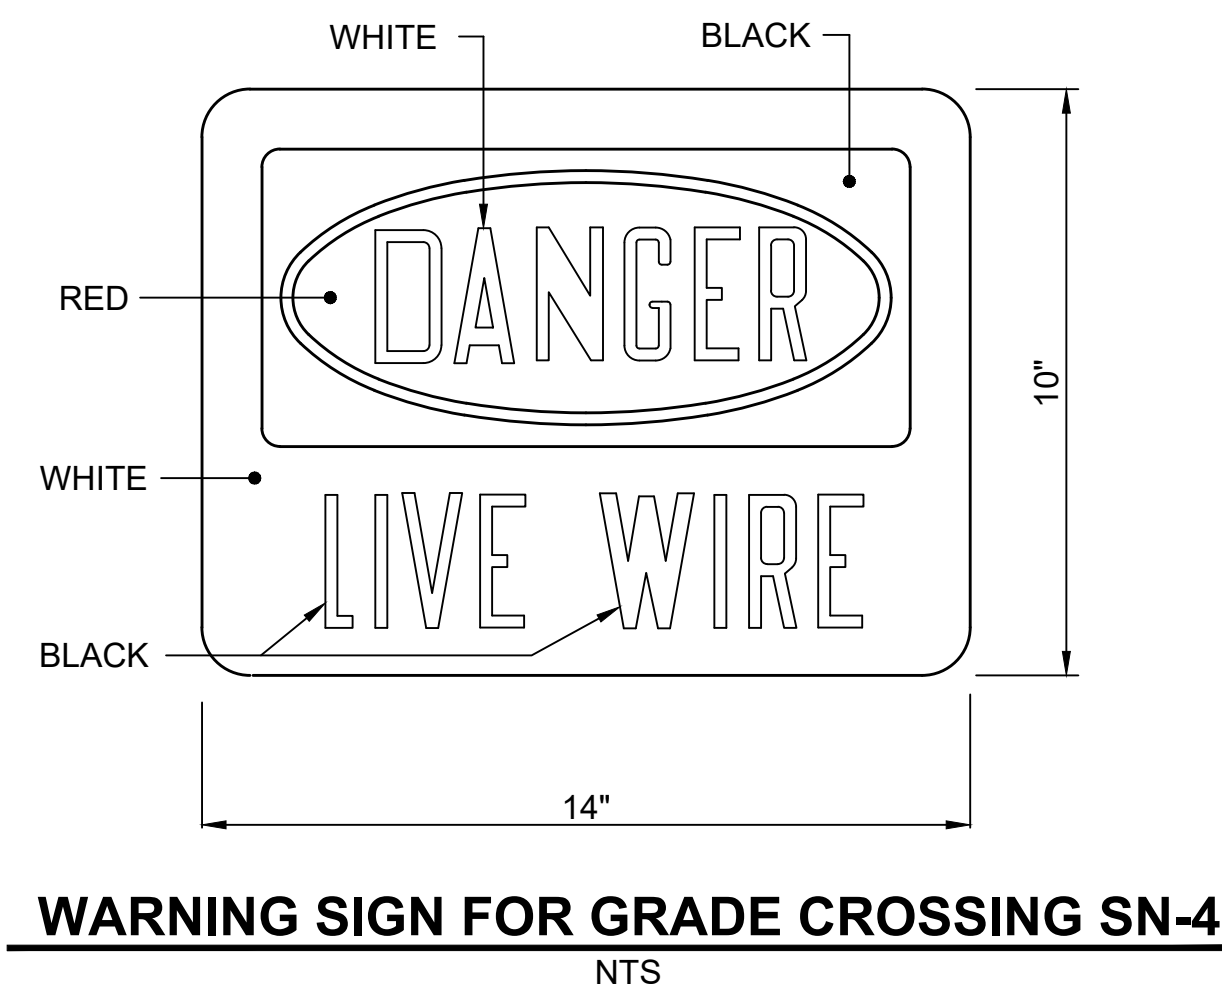 WHITE
BLACK
DANGER
RED
10"
WHITE
LIVE WIRE
BLACK
14"
WARNING SIGN FOR GRADE CROSSING SN-4
NTS